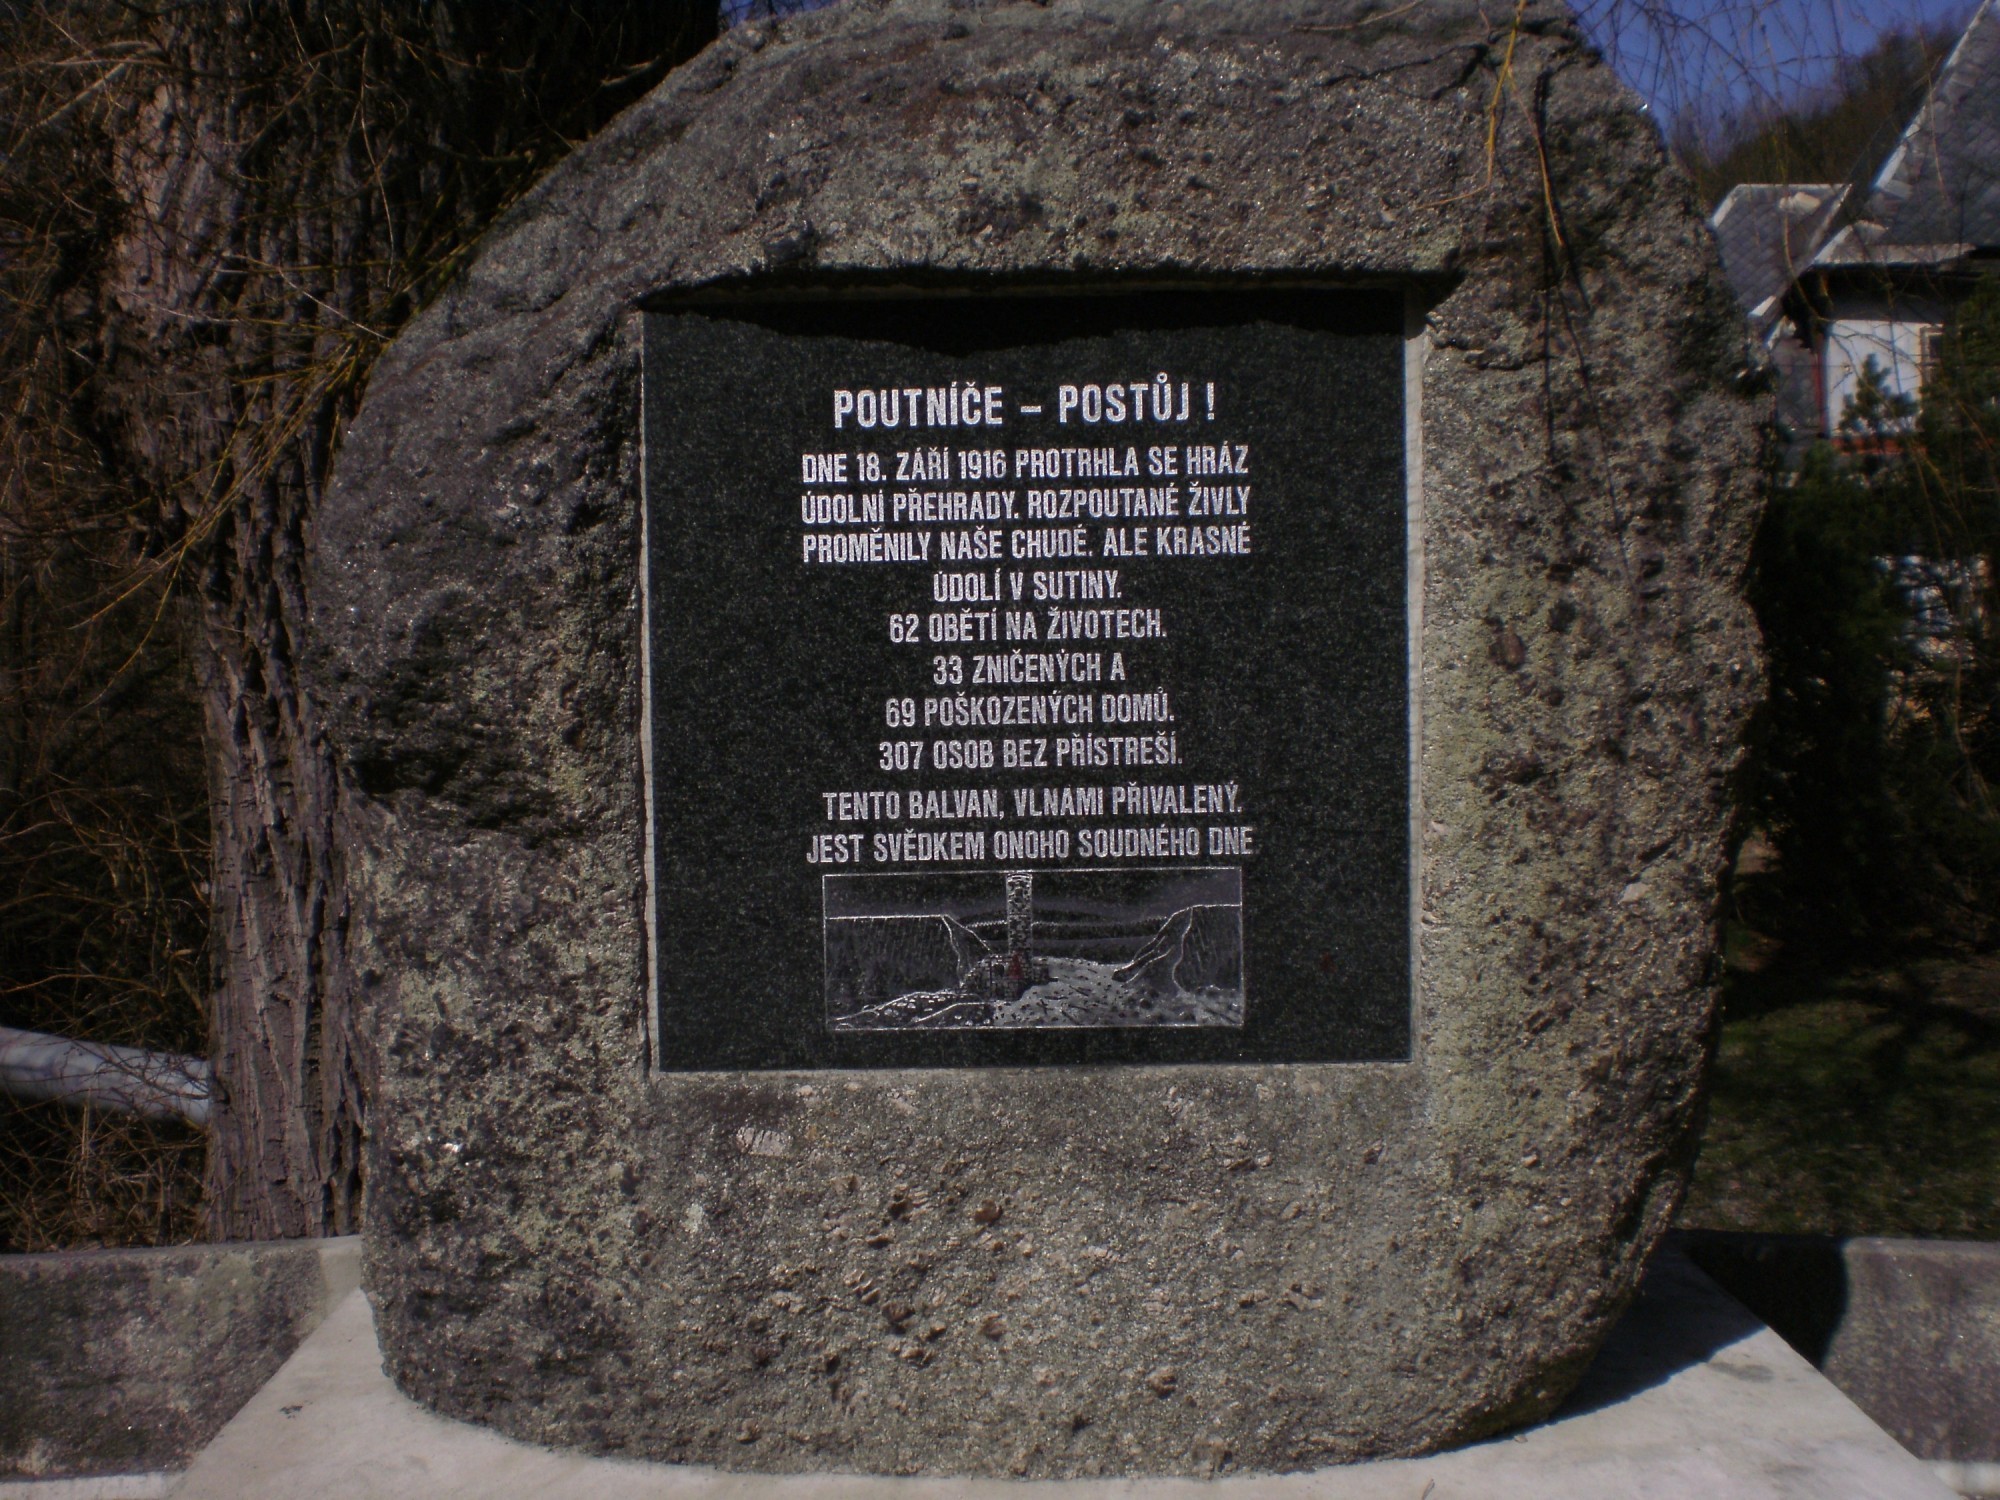 POUTNÍČE – POSTŮJ !
DNE 18. ZÁŘÍ 1916 PROTRHLA SE HRÁZ
ÚDOLNÍ PŘEHRADY. ROZPOUTANÉ ŽIVLY
PROMĚNILY NAŠE CHUDÉ. ALE KRASNÉ
ÚDOLÍ V SUTINY.
62 OBĚTÍ NA ŽIVOTECH.
33 ZNIČENÝCH A
69 POŠKOZENÝCH DOMŮ.
307 OSOB BEZ PŘÍSTREŠÍ.
TENTO BALVAN, VLNAMI PŘIVALENÝ.
JEST SVĚDKEM ONOHO SOUDNÉHO DNE